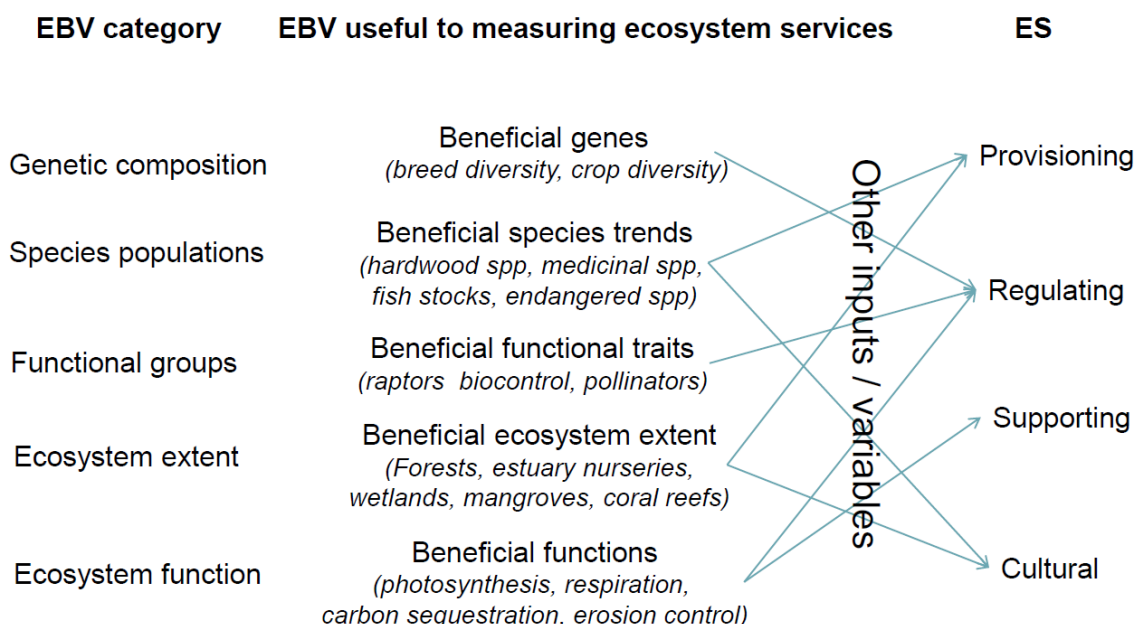 EBV category
EBV useful to measuring ecosystem services
ES
Genetic composition
Beneficial genes
(breed diversity, crop diversity)
Provisioning
Species populations
Beneficial species trends
(hardwood spp, medicinal spp,
fish stocks, endangered spp)
Regulating
Functional groups
Beneficial functional traits
(raptors  biocontrol, pollinators)
Supporting
Ecosystem extent
Beneficial ecosystem extent
(Forests, estuary nurseries,
wetlands, mangroves, coral reefs)
Cultural
Ecosystem function
Beneficial functions
(photosynthesis, respiration,
carbon sequestration, erosion control)
Other inputs / variables